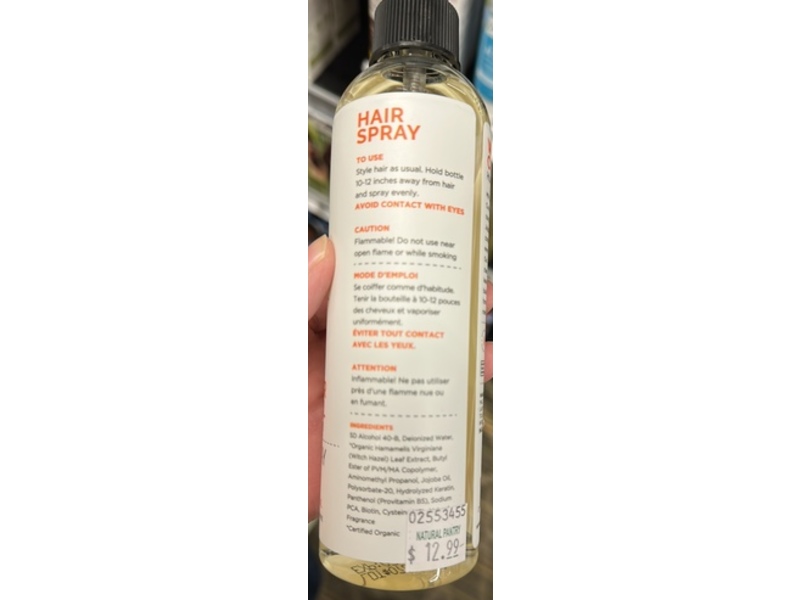 HAIR
SPRAY
TO USE
Style hair as usual. Hold bottle
10-12 inches away from hair
and spray evenly.
AVOID CONTACT WITH EYES
CAUTION
Flammable! Do not use near
open flame or while smoking
MODE D'EMPLOI
Se coiffer comme d'habitude.
Tenir la bouteille à 10-12 pouces
des cheveux et vaporiser
uniformément.
ÉVITER TOUT CONTACT
AVEC LES YEUX.
ATTENTION
Inflammable! Ne pas utiliser
près d'une flamme nue ou
en fumant.
INGREDIENTS
SD Alcohol 40-B, Deionized Water,
*Organic Hamamelis Virginiana
(Witch Hazel) Leaf Extract, Butyl
Ester of PVM/MA Copolymer,
Aminomethyl Propanol, Jojoba Oil,
Polysorbate-20, Hydrolyzed Keratin,
Panthenol (Provitamin B5), Sodium
PCA, Biotin, Cystein
Fragrance
*Certified Organic
02553455
NATURAL PANTRY
$ 12.99